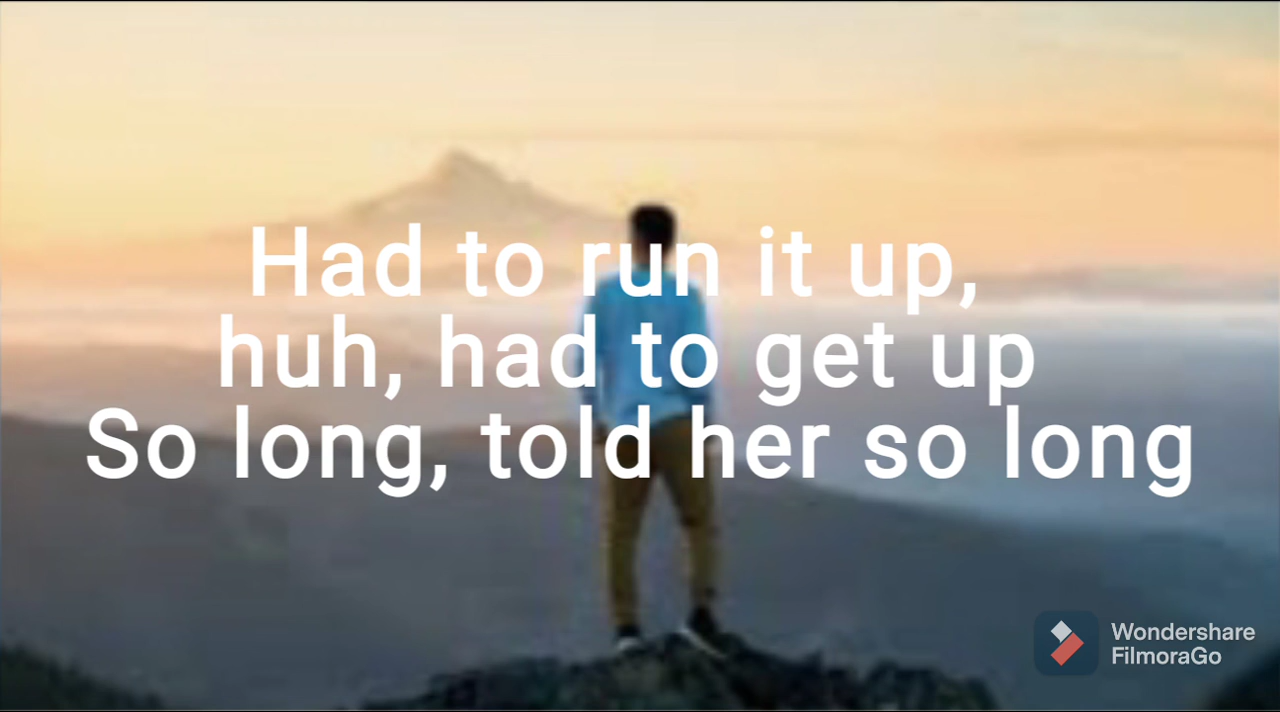 Had to run it up,
huh, had to get up
So long, told her so long
Wondershare
FilmoraGo